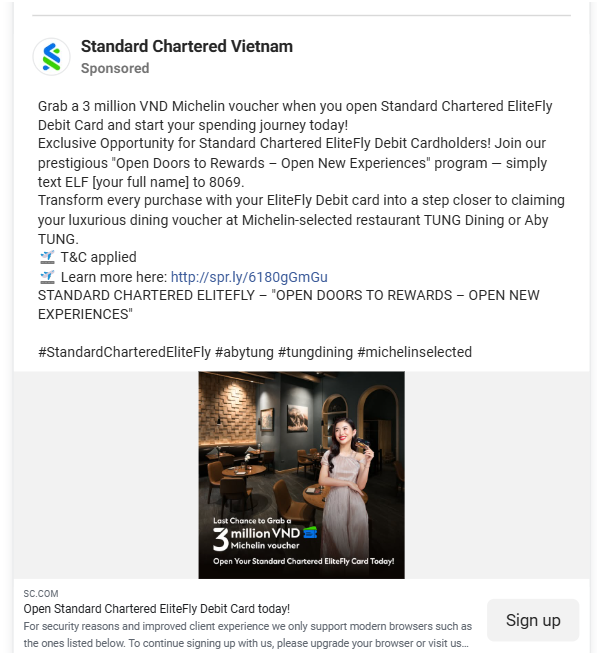 Standard Chartered Vietnam
Sponsored
Grab a 3 million VND Michelin voucher when you open Standard Chartered EliteFly
Debit Card and start your spending journey today!
Exclusive Opportunity for Standard Chartered EliteFly Debit Cardholders! Join our
prestigious "Open Doors to Rewards – Open New Experiences" program — simply
text ELF [your full name] to 8069.
Transform every purchase with your EliteFly Debit card into a step closer to claiming
your luxurious dining voucher at Michelin-selected restaurant TUNG Dining or Aby
TUNG.
T&C applied
Learn more here: http://spr.ly/6180gGmGu
STANDARD CHARTERED ELITEFLY – "OPEN DOORS TO REWARDS – OPEN NEW
EXPERIENCES"
#StandardCharteredEliteFly #abytung #tungdining #michelinselected
Last Chance to Grab a
3 million VND
Michelin voucher
Open Your Standard Chartered EliteFly Card Today!
SC.COM
Open Standard Chartered EliteFly Debit Card today!
For security reasons and improved client experience we only support modern browsers such as
the ones listed below. To continue signing up with us, please upgrade your browser or visit us...
Sign up